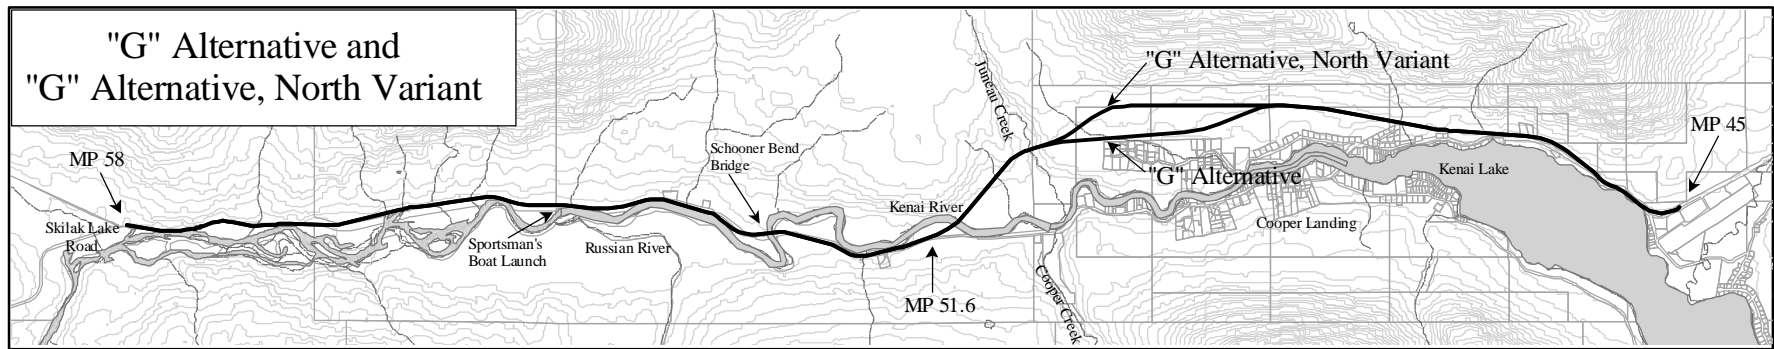 "G" Alternative and
"G" Alternative, North Variant
Juneau Creek
"G" Alternative, North Variant
MP 45
MP 58
Schooner Bend
Bridge
Kenai Lake
"G" Alternative
Kenai River
Skilak Lake
Road
Sportsman's
Boat Launch
Russian River
Cooper Landing
MP 51.6
Cooper Creek